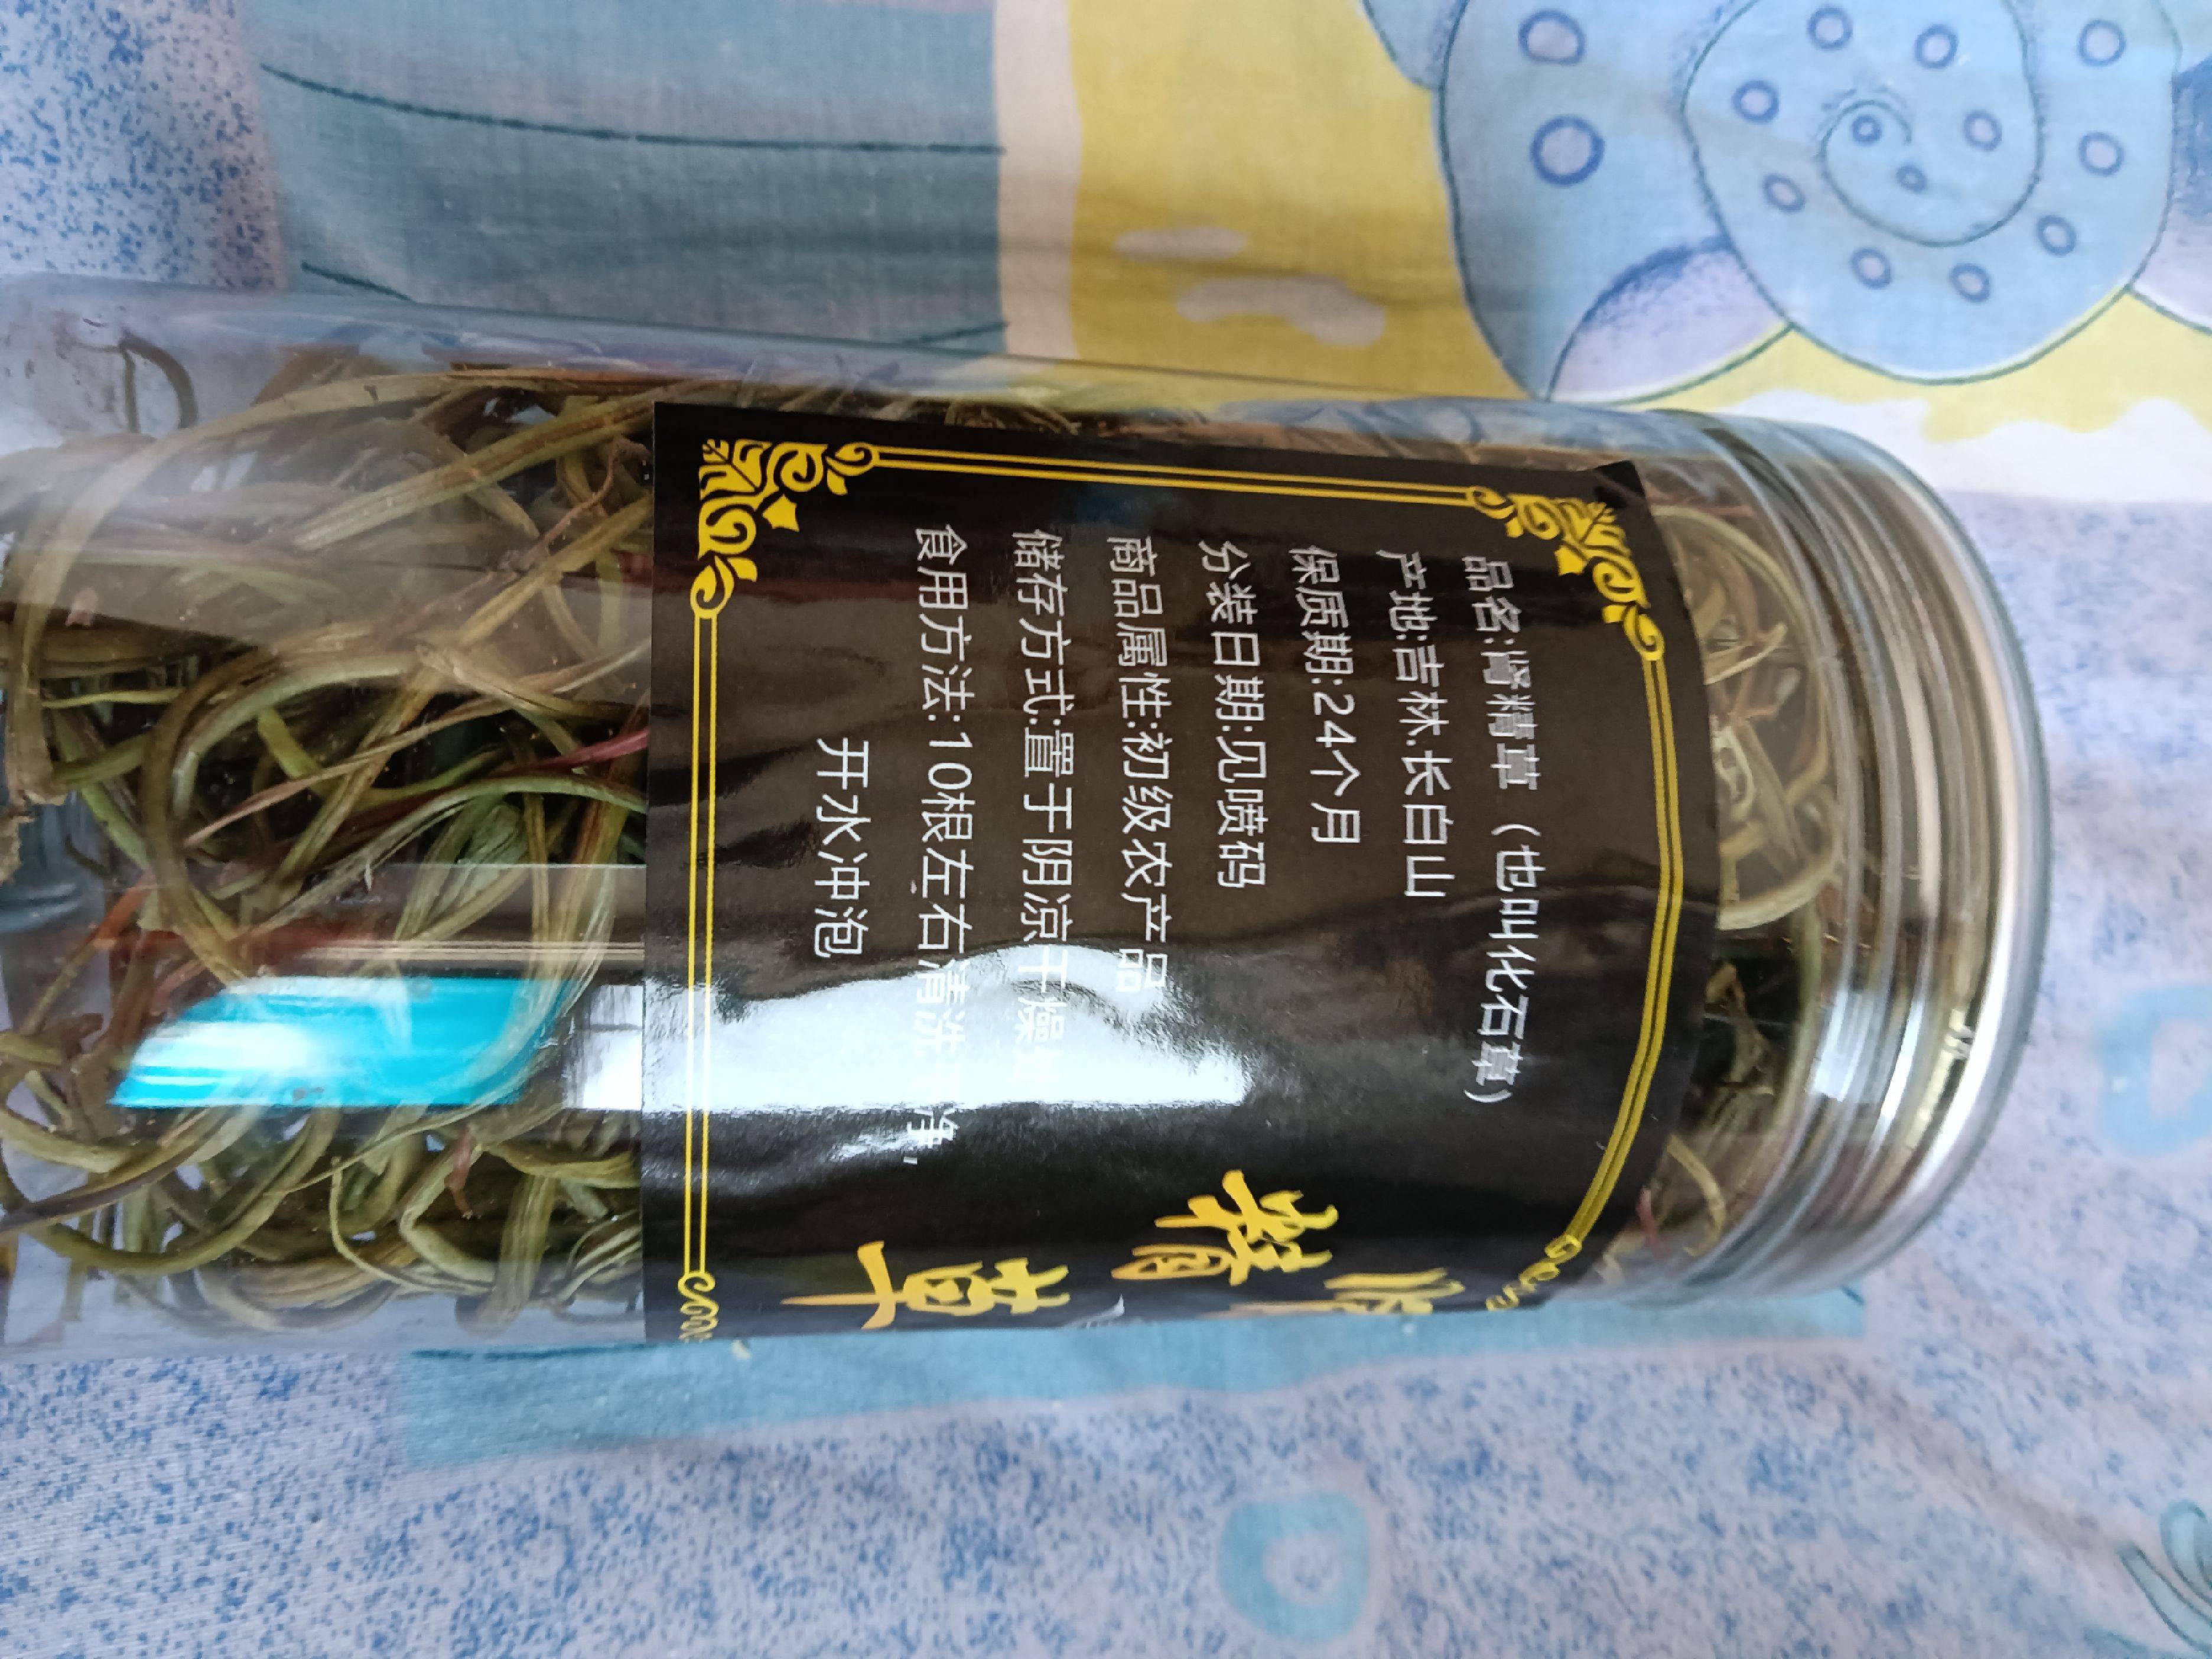 品名:肾精草（也叫化石草）
产地:吉林.长白山
保质期:24个月
分装日期:见喷码
商品属性:初级农产品
储存方式:置于阴凉干燥处
食用方法:10根左右清洗干净,
开水冲泡
肾精草